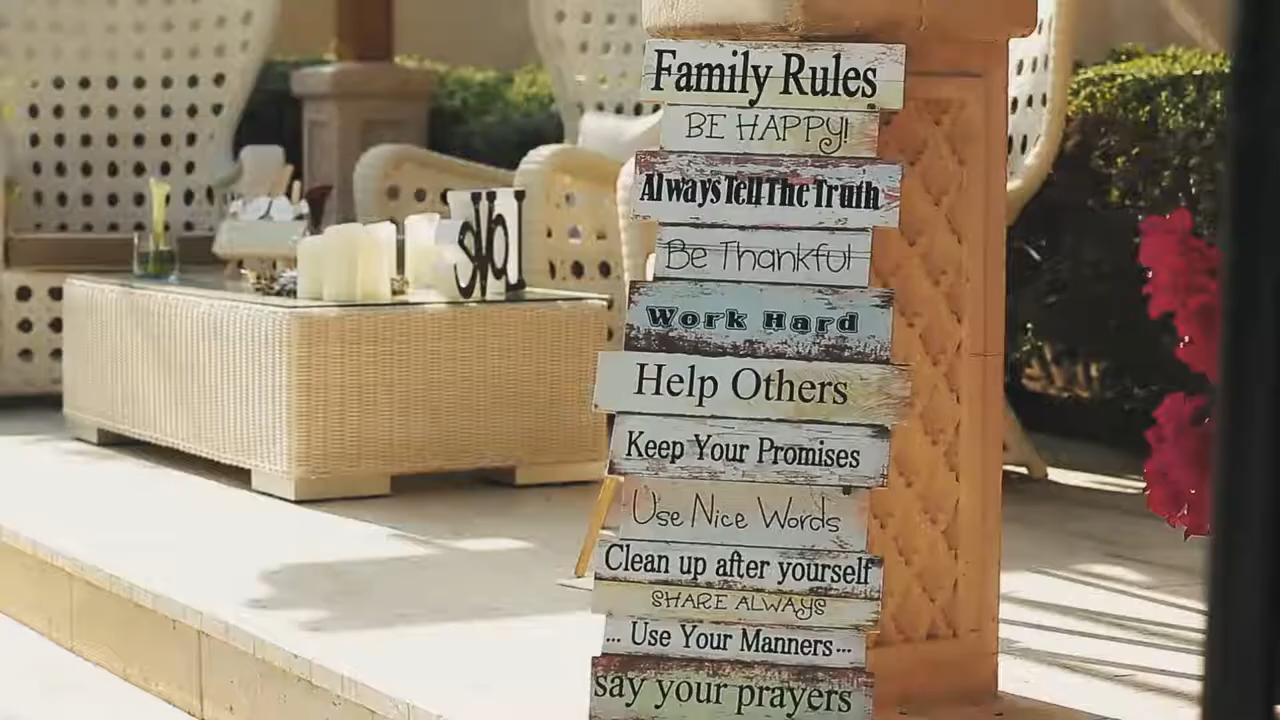 Family Rules
BE HAPPY!
Always Tell The Truth
Be Thankful
Work Hard
Help Others
Keep Your Promises
Use Nice Words
Clean up after yourself
SHARE ALWAYS
... Use Your Manners...
say your prayers